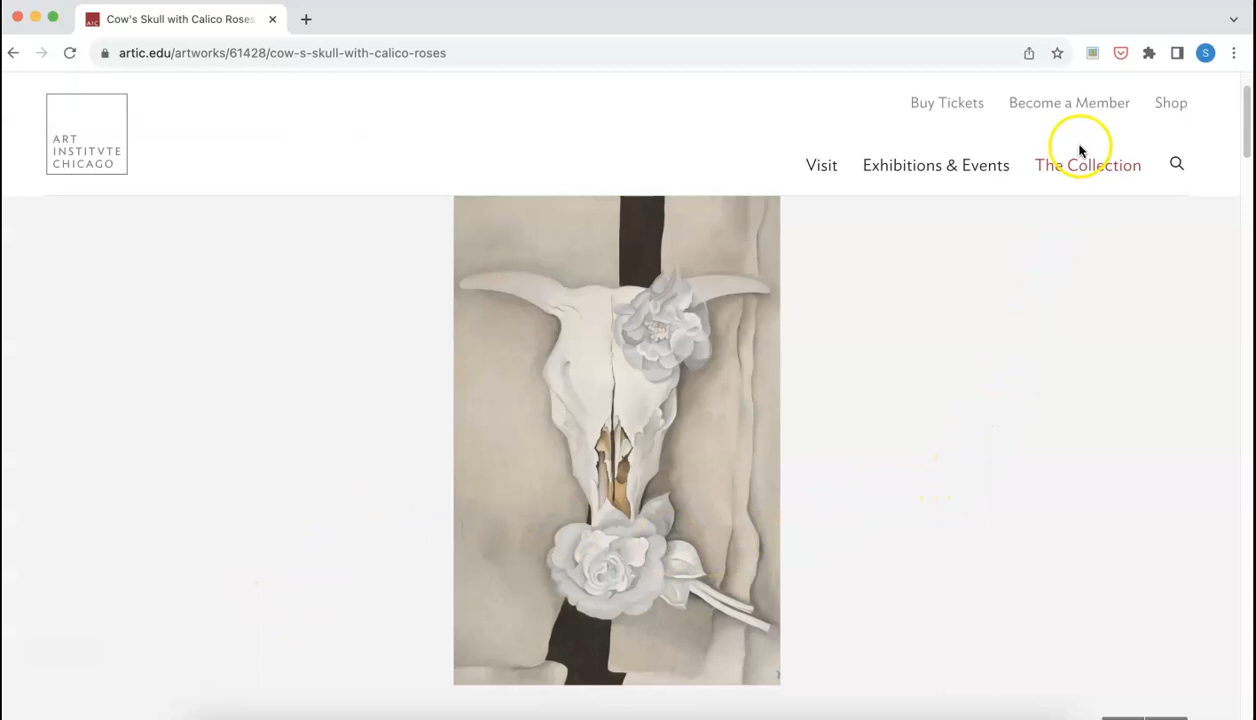 Cow's Skull with Calico Roses
artic.edu/artworks/61428/cow-s-skull-with-calico-roses
S
ART
INSTITVTE
CHICAGO
Buy Tickets Become a Member Shop
Visit Exhibitions & Events The Collection